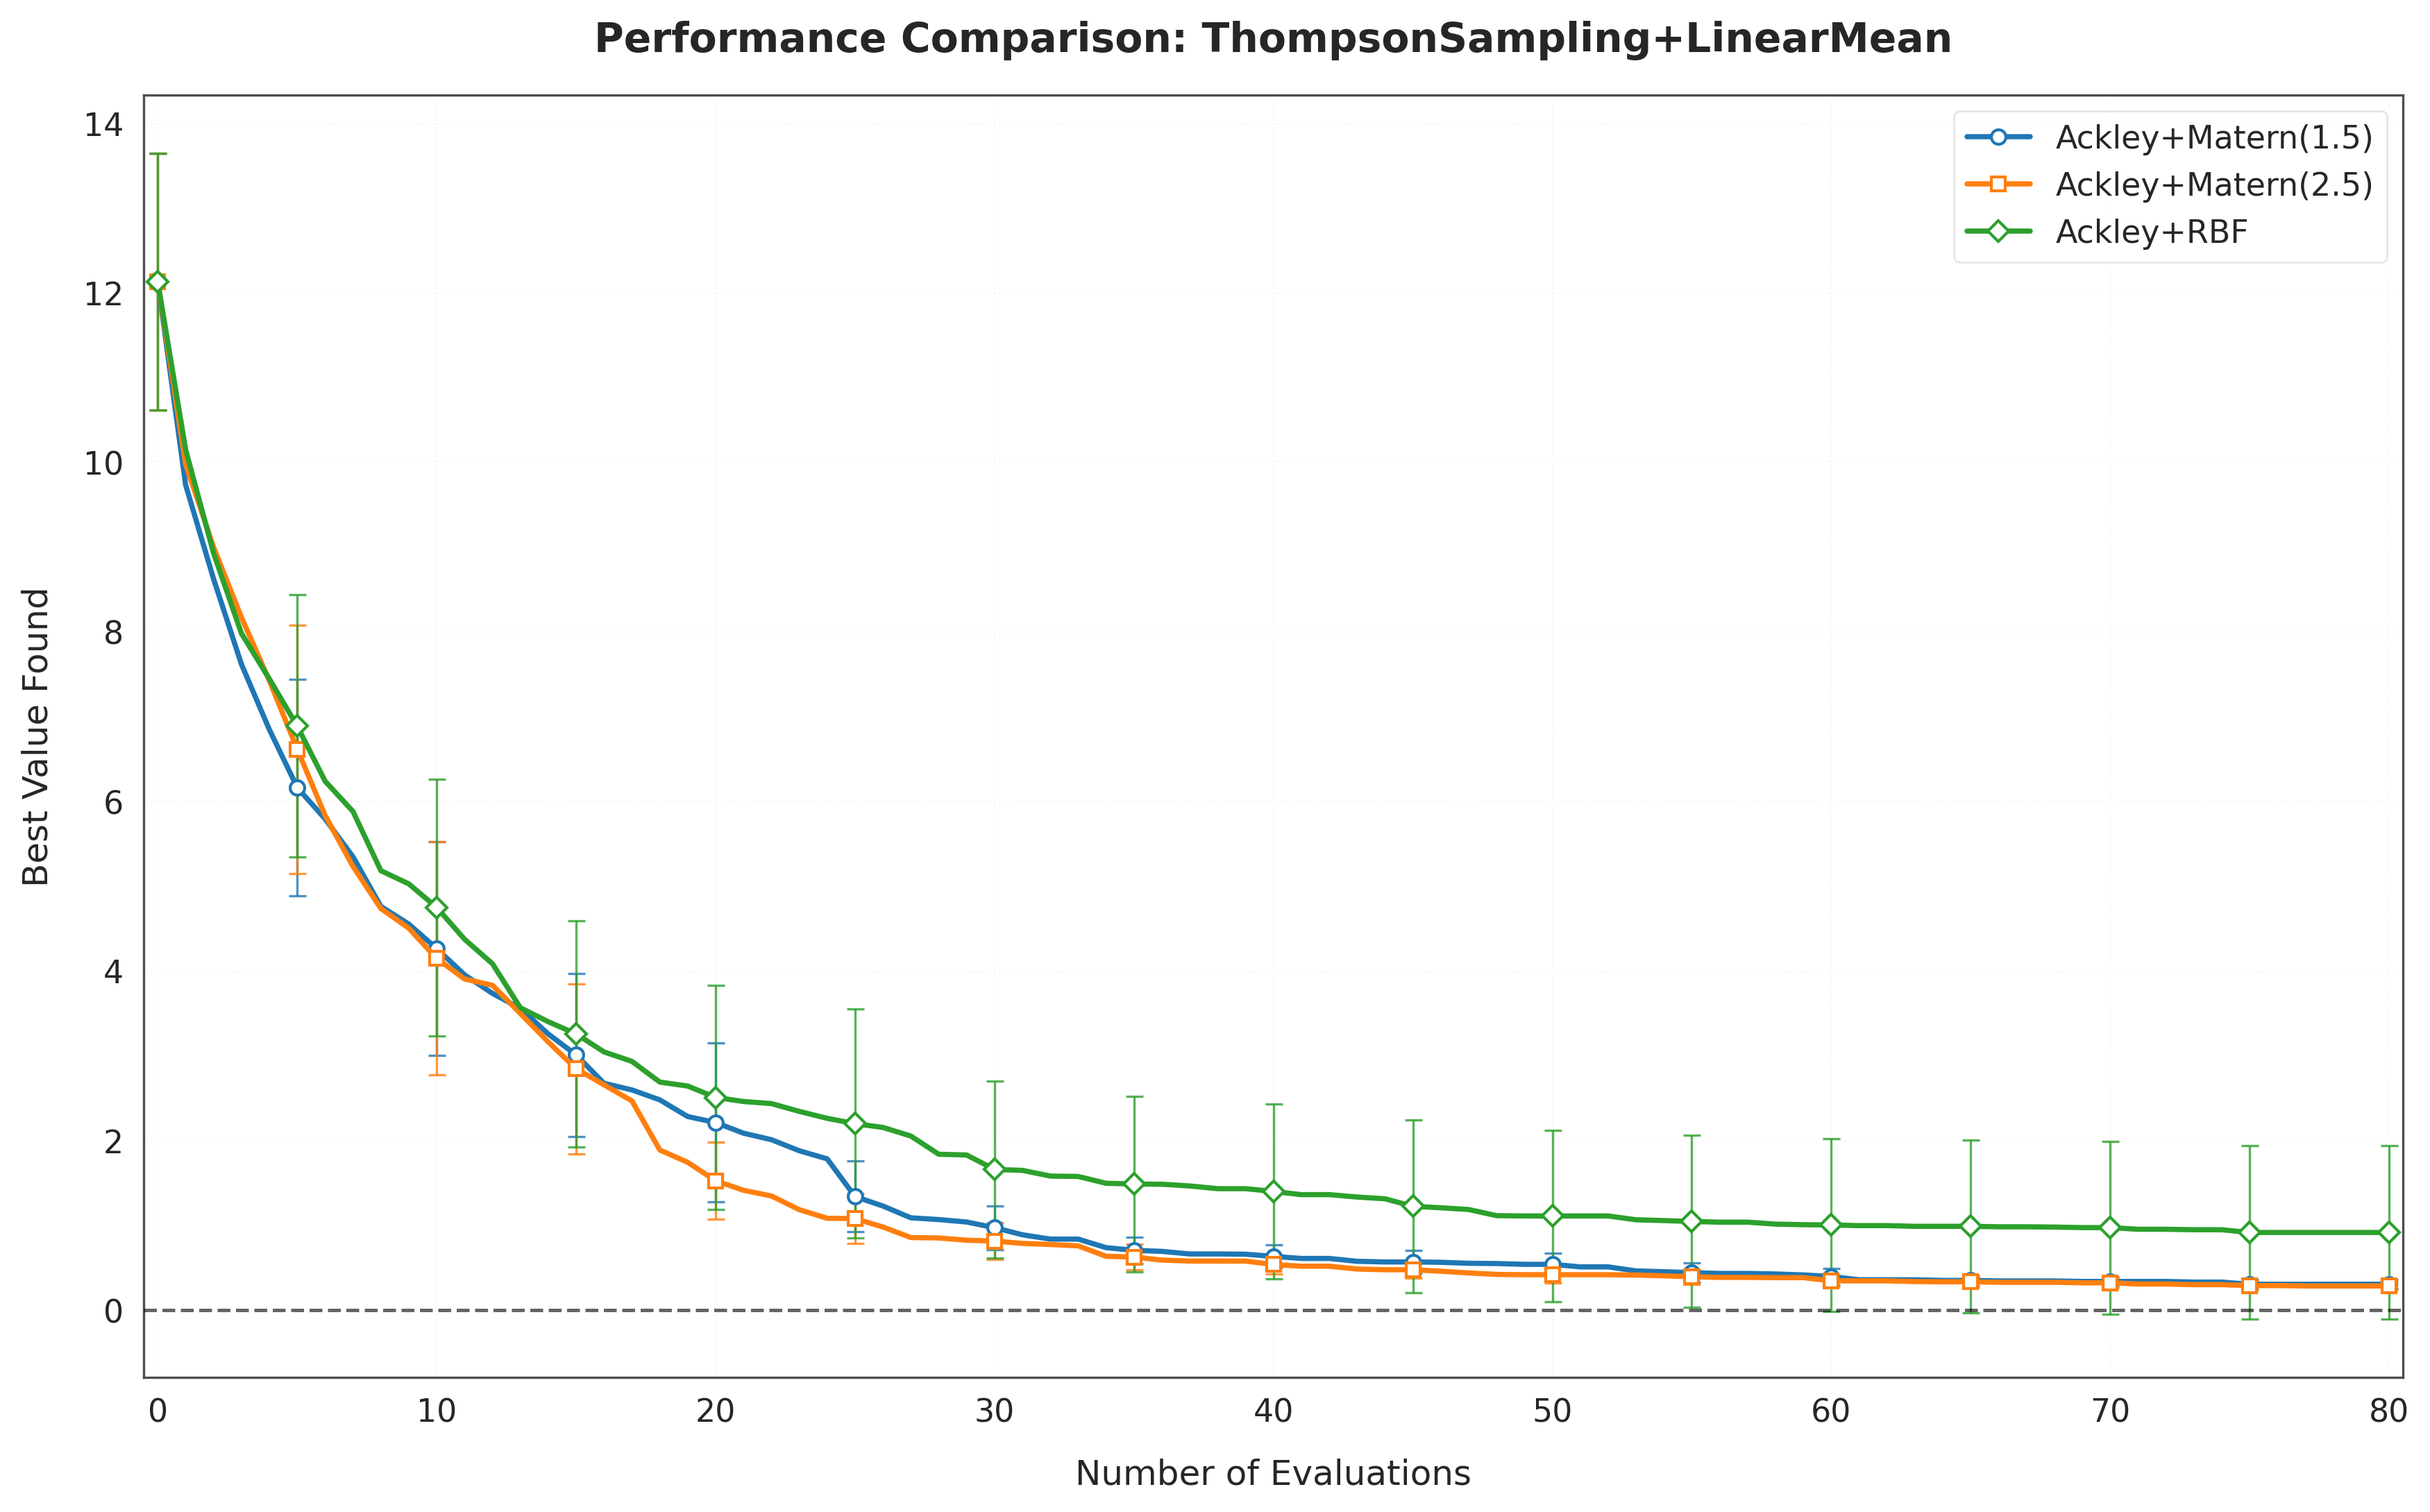 Performance Comparison: ThompsonSampling+LinearMean
14
12
10
8
6
4
2
0
Best Value Found
Ackley+Matern(1.5)
Ackley+Matern(2.5)
Ackley+RBF
0 10 20 30 40 50 60 70 80
Number of Evaluations